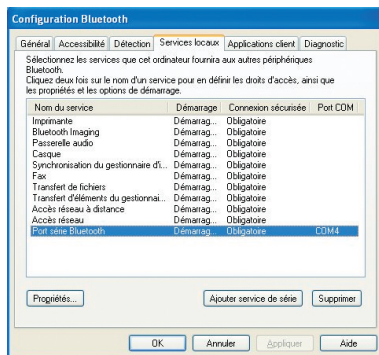 Configuration Bluetooth
Général Accessibilité Détection Services locaux Applications client Diagnostic
Sélectionnez les services que cet ordinateur fournira aux autres périphériques
Bluetooth.
Cliquez deux fois sur le nom d'un service pour en définir les droits d'accès, ainsi que
les propriétés et les options de démarrage.
Nom du service Démarrage Connexion sécurisée Port COM
Imprimante Démarrag... Obligatoire
Bluetooth Imaging Démarrag... Obligatoire
Passerelle audio Démarrag... Obligatoire
Casque Démarrag... Obligatoire
Synchronisation du gestionnaire d'i... Démarrag... Obligatoire
Fax Démarrag... Obligatoire
Transfert de fichiers Démarrag... Obligatoire
Transfert d'éléments du gestionnai... Démarrag... Obligatoire
Accès réseau à distance Démarrag... Obligatoire
Accès réseau Démarrag... Obligatoire
Port série Bluetooth Démarrag... Obligatoire COM4
Propriétés... Ajouter service de série Supprimer
OK Annuler Appliquer Aide